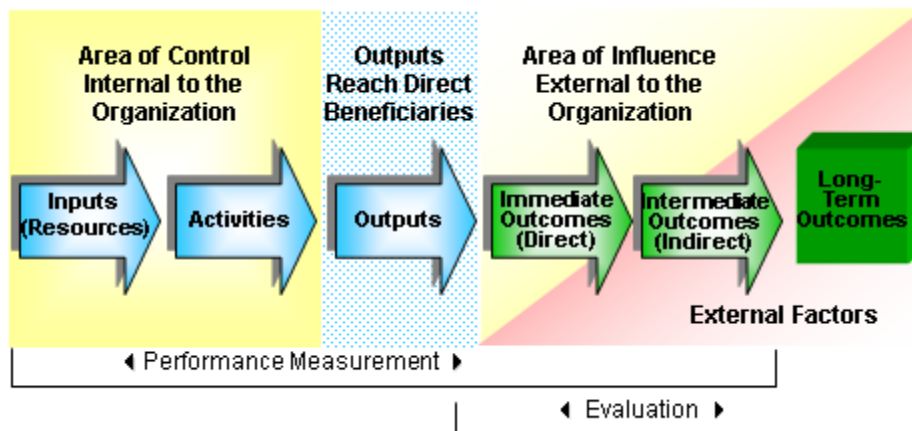 Area of Control
Internal to the
Organization
Outputs
Reach Direct
Beneficiaries
Area of Influence
External to the
Organization
Inputs
(Resources)
Activities
Outputs
Immediate
Outcomes
(Direct)
Intermediate
Outcomes
(Indirect)
Long-
Term
Outcomes
External Factors
Performance Measurement
Evaluation